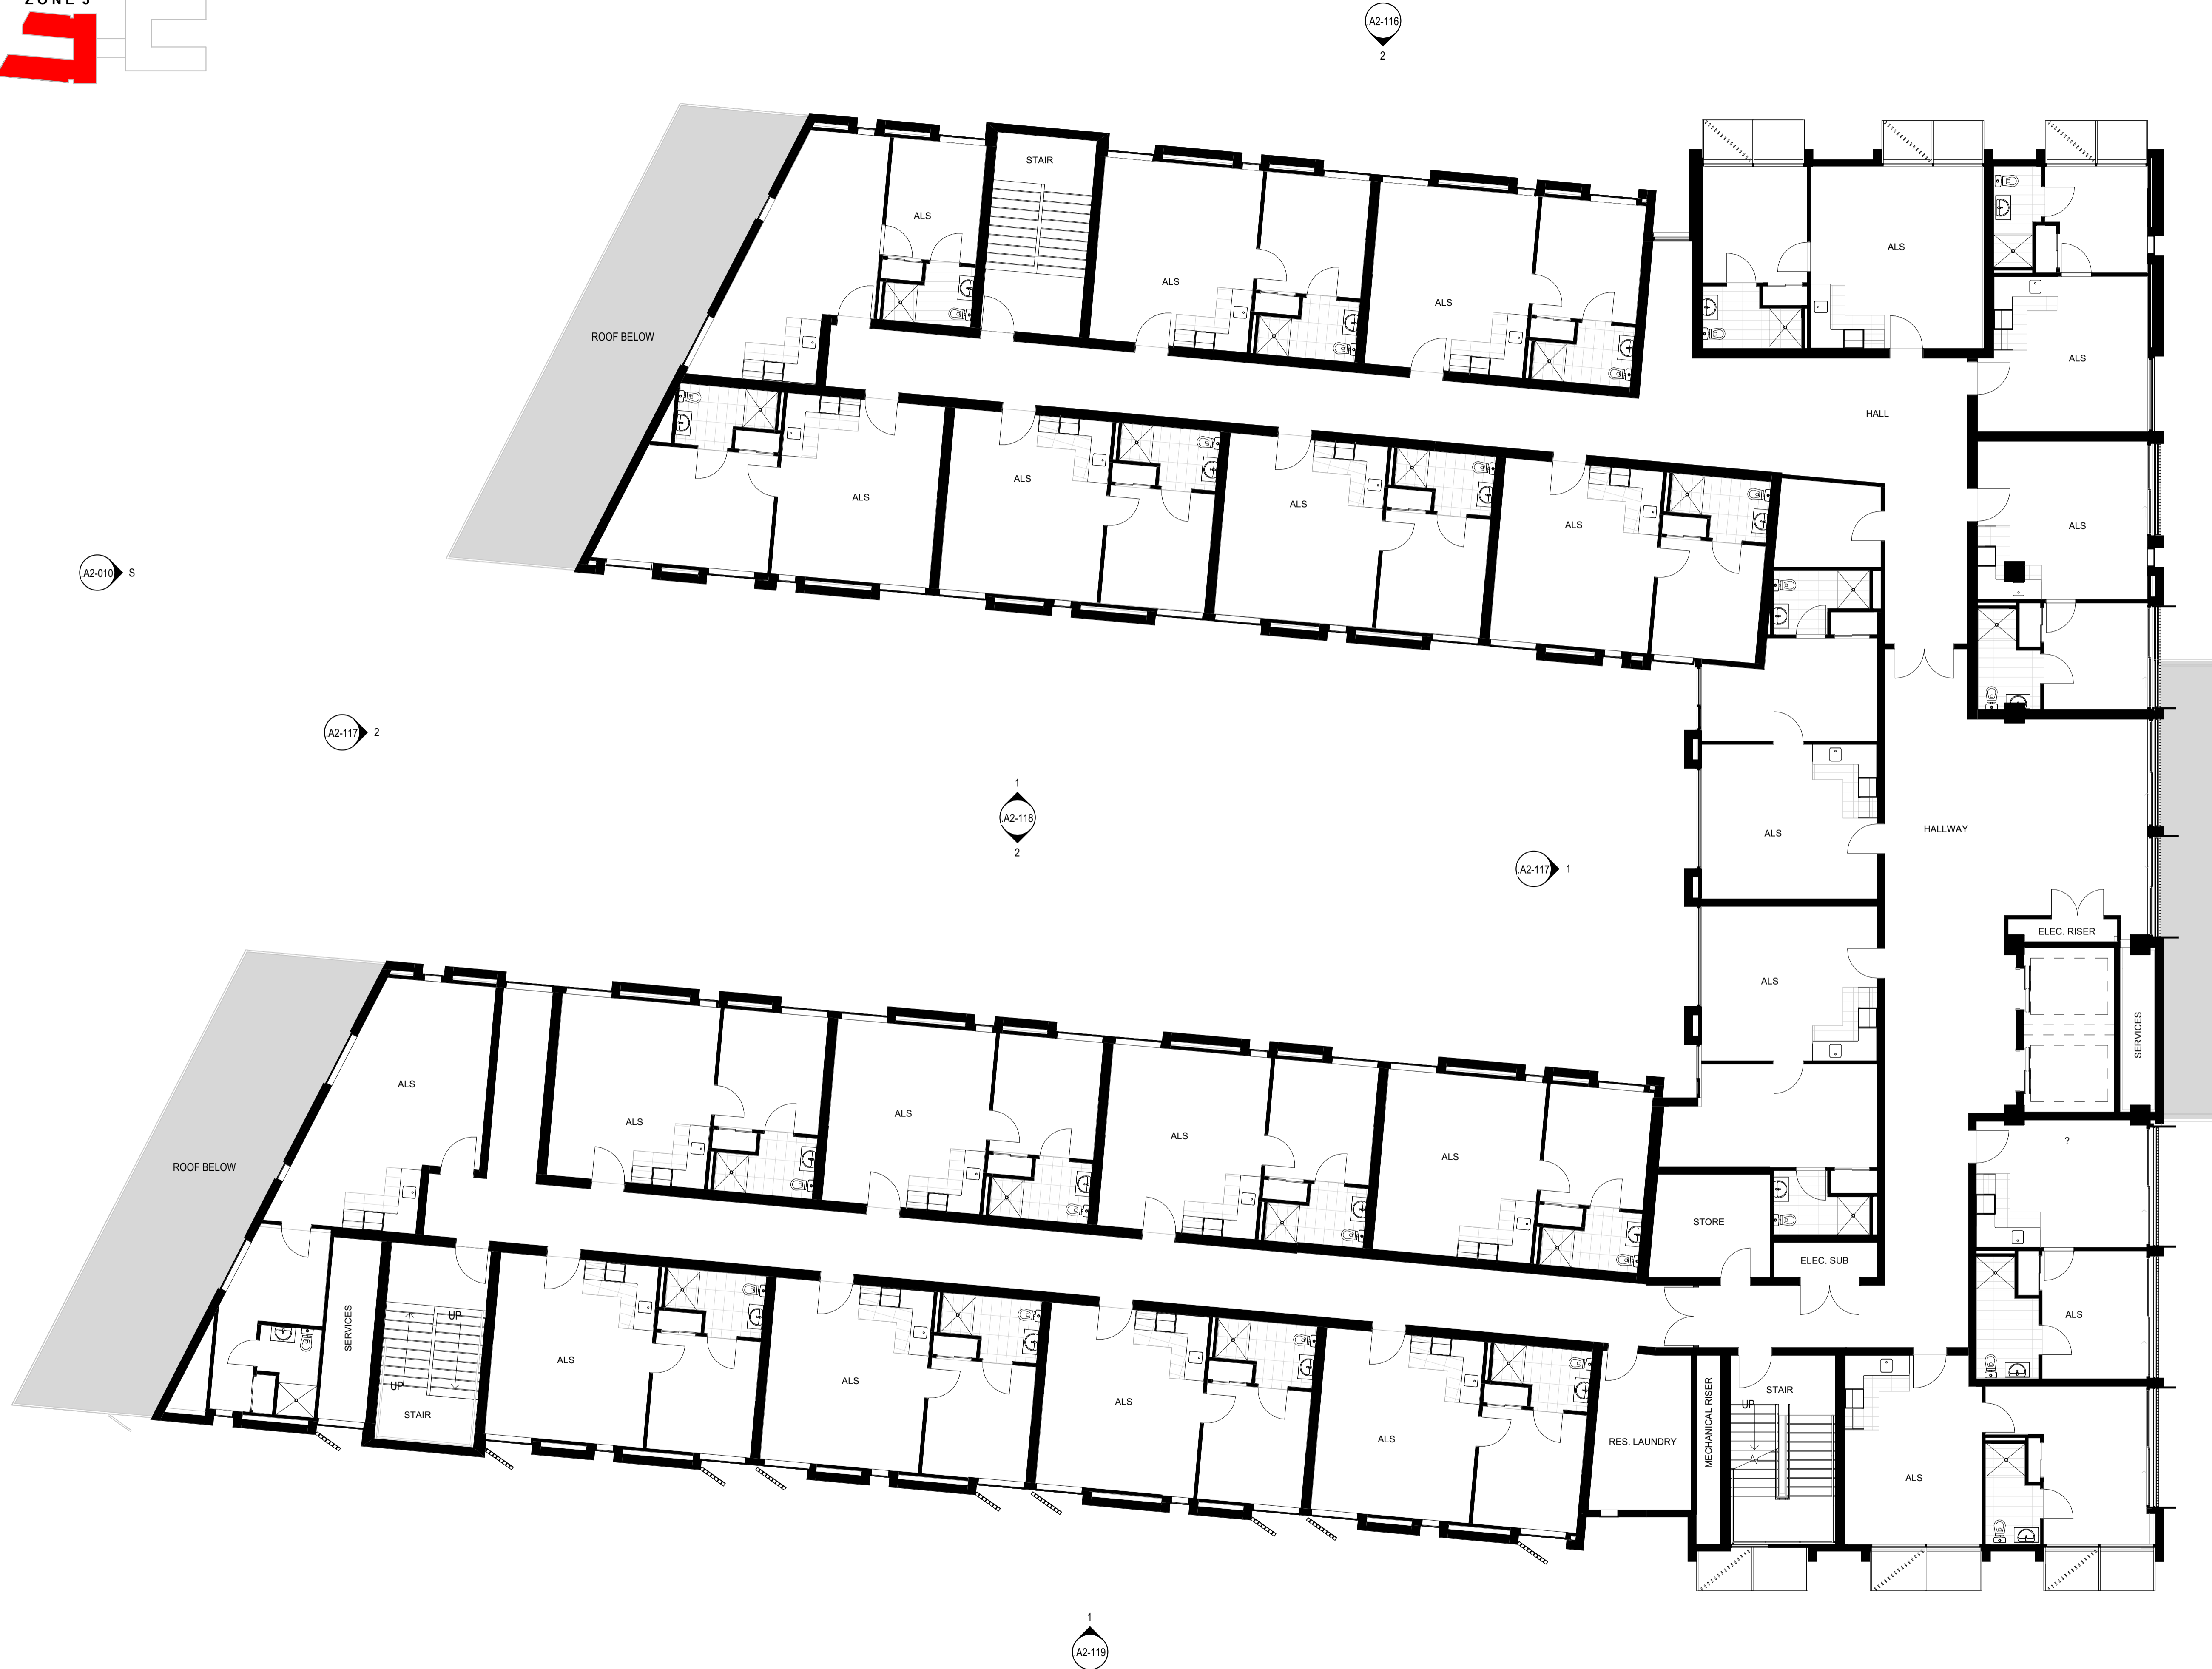 ZONE 3
.A2-116
2
STAIR
ALS
ALS
ALS
ALS
ALS
ROOF BELOW
HALL
ALS
ALS
ALS
ALS
ALS
ALS
.A2-010
S
.A2-117
2
1
.A2-118
2
.A2-117
1
ALS
HALLWAY
ELEC. RISER
ALS
SERVICES
ALS
ALS
ALS
ALS
ALS
?
ROOF BELOW
STORE
ELEC. SUB
SERVICES
UP
UP
STAIR
ALS
ALS
ALS
ALS
RES. LAUNDRY
MECHANICAL RISER
STAIR
UP
ALS
ALS
1
.A2-119